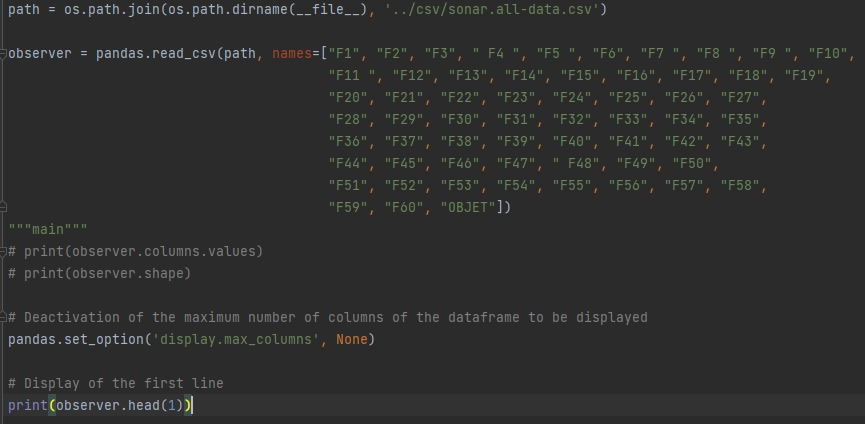 path = os.path.join(os.path.dirname(__file__), '../csv/sonar.all-data.csv')
observer = pandas.read_csv(path, names=["F1", "F2", "F3", " F4 ", "F5 ", "F6", "F7 ", "F8 ", "F9 ", "F10",
"F11 ", "F12", "F13", "F14", "F15", "F16", "F17", "F18", "F19",
"F20", "F21", "F22", "F23", "F24", "F25", "F26", "F27",
"F28", "F29", "F30", "F31", "F32", "F33", "F34", "F35",
"F36", "F37", "F38", "F39", "F40", "F41", "F42", "F43",
"F44", "F45", "F46", "F47", " F48", "F49", "F50",
"F51", "F52", "F53", "F54", "F55", "F56", "F57", "F58",
"F59", "F60", "OBJET"])
"""main"""
# print(observer.columns.values)
# print(observer.shape)
# Deactivation of the maximum number of columns of the dataframe to be displayed
pandas.set_option('display.max_columns', None)
# Display of the first line
print(observer.head(1))